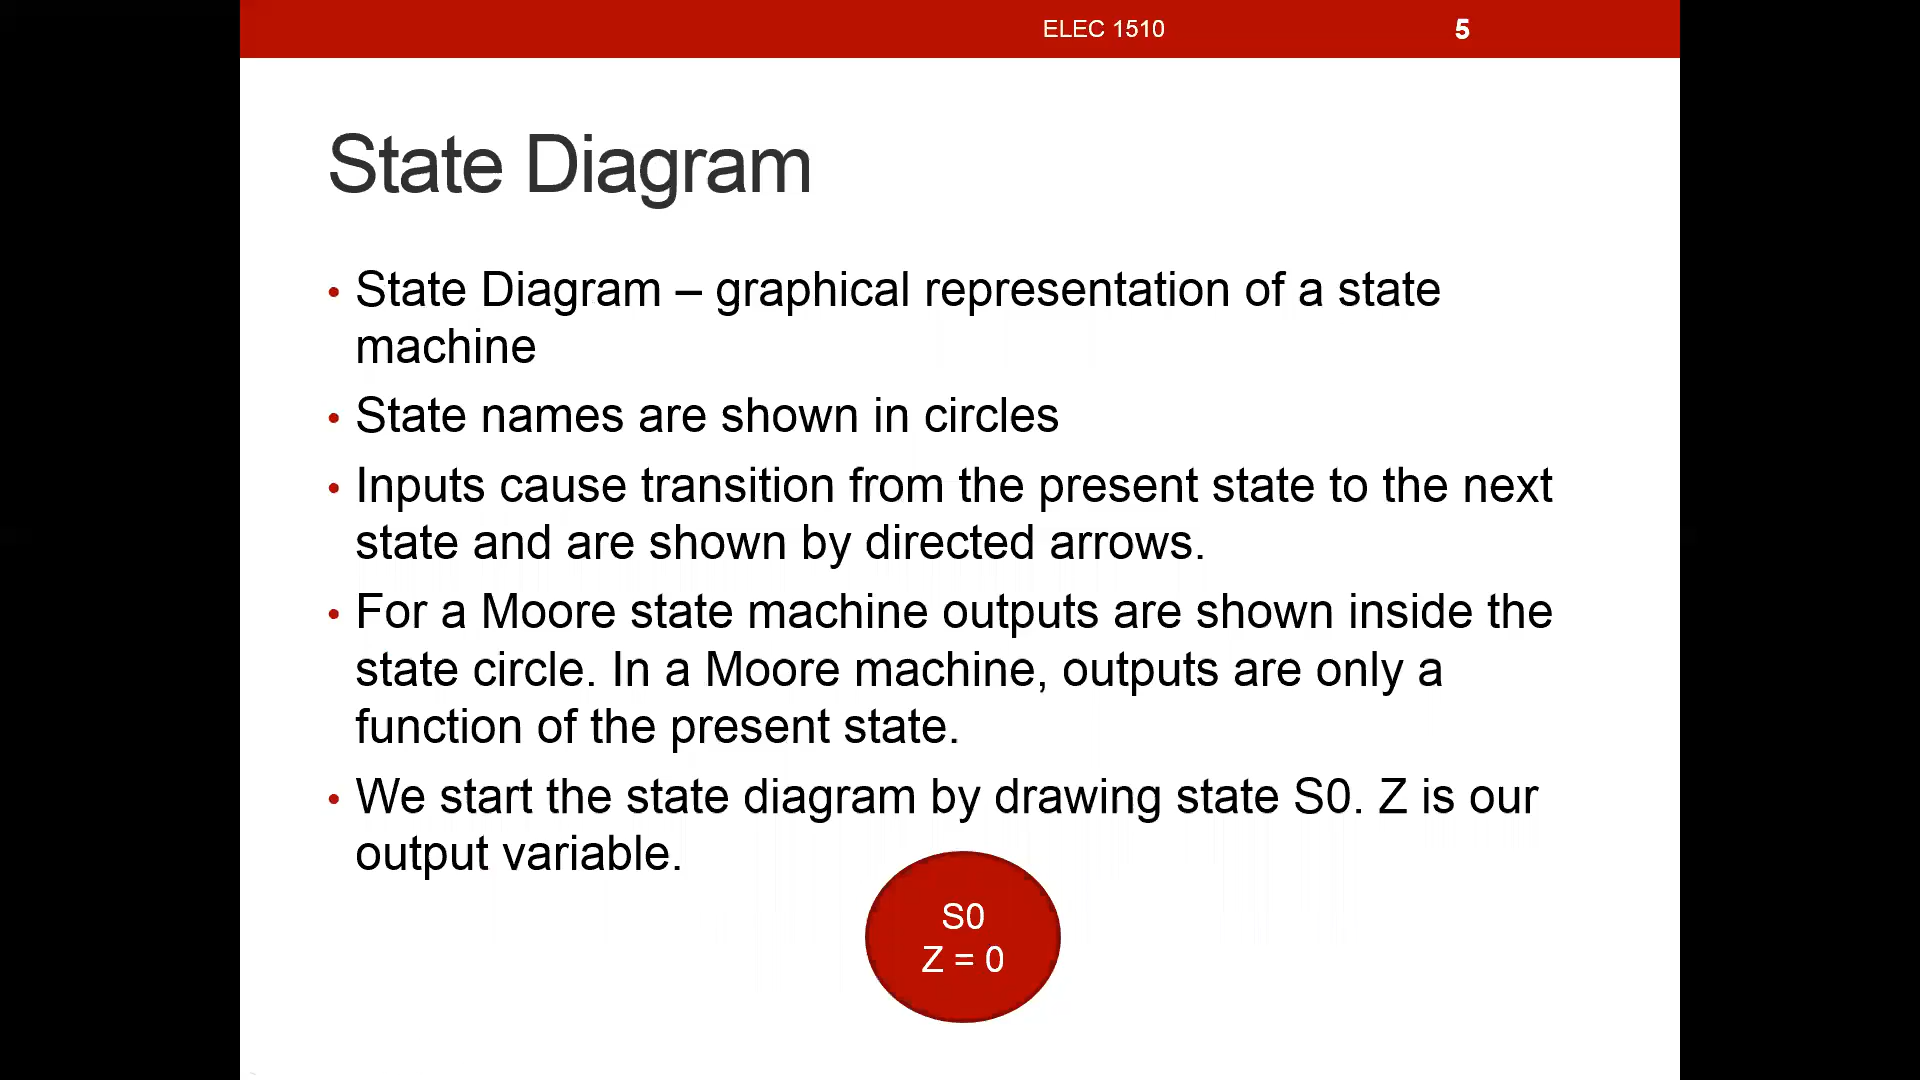 ELEC 1510
5
State Diagram
• State Diagram – graphical representation of a state
machine
• State names are shown in circles
• Inputs cause transition from the present state to the next
state and are shown by directed arrows.
• For a Moore state machine outputs are shown inside the
state circle. In a Moore machine, outputs are only a
function of the present state.
• We start the state diagram by drawing state S0. Z is our
output variable.
S0
Z = 0